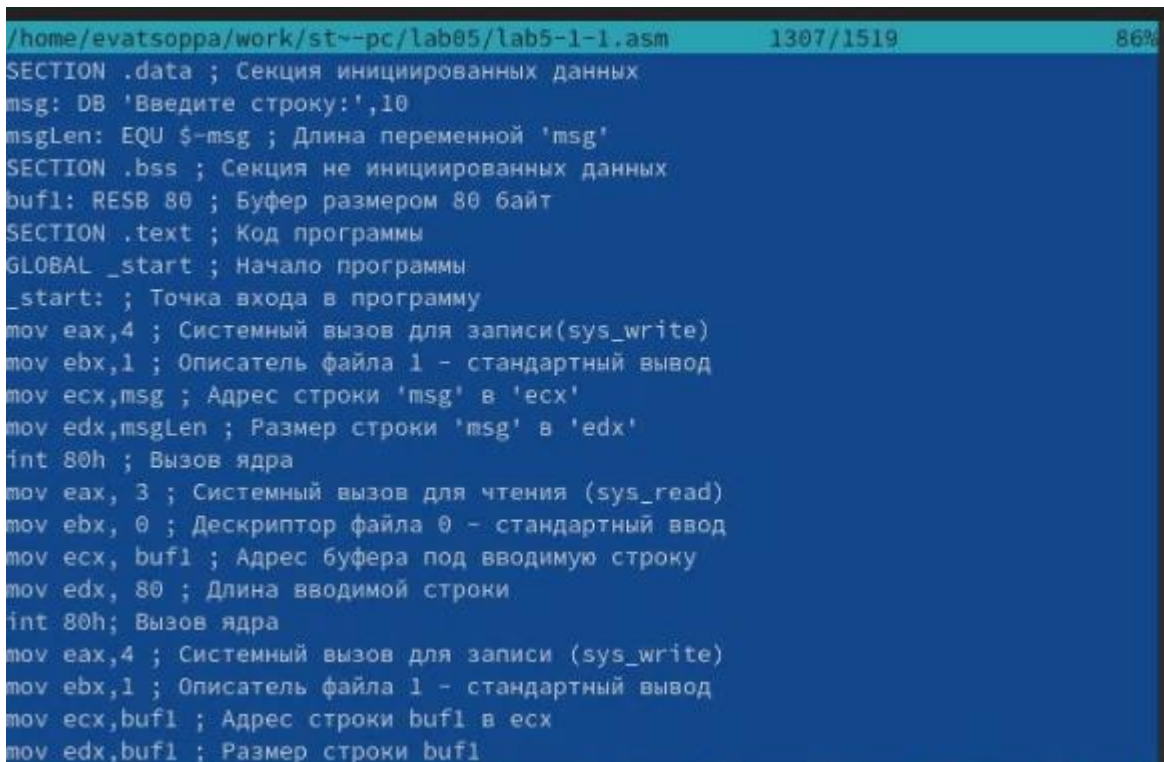 /home/evatsoppa/work/st~-pc/lab05/lab5-1-1.asm 1307/1519 86%
SECTION .data ; Секция инициированных данных
msg: DB 'Введите строку:',10
msgLen: EQU $-msg ; Длина переменной 'msg'
SECTION .bss ; Секция не инициированных данных
buf1: RESB 80 ; Буфер размером 80 байт
SECTION .text ; Код программы
GLOBAL _start ; Начало программы
_start: ; Точка входа в программу
mov eax,4 ; Системный вызов для записи(sys_write)
mov ebx,1 ; Описатель файла 1 - стандартный вывод
mov ecx,msg ; Адрес строки 'msg' в 'ecx'
mov edx,msgLen ; Размер строки 'msg' в 'edx'
int 80h ; Вызов ядра
mov eax, 3 ; Системный вызов для чтения (sys_read)
mov ebx, 0 ; Дескриптор файла 0 - стандартный ввод
mov ecx, buf1 ; Адрес буфера под вводимую строку
mov edx, 80 ; Длина вводимой строки
int 80h; Вызов ядра
mov eax,4 ; Системный вызов для записи (sys_write)
mov ebx,1 ; Описатель файла 1 - стандартный вывод
mov ecx,buf1 ; Адрес строки buf1 в ecx
mov edx,buf1 ; Размер строки buf1